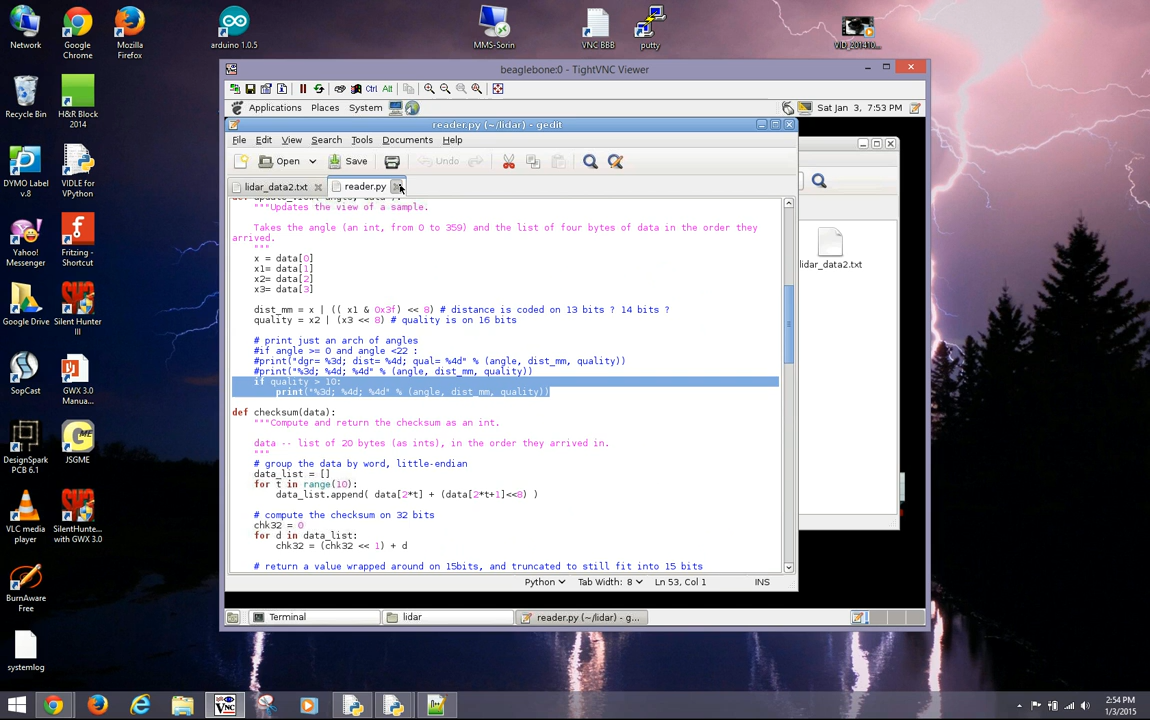 Network
Google Chrome
Mozilla Firefox
arduino 1.0.5
MMS-Sorin
VNC-BBB
putty
VID_201410...
Recycle Bin
H&R Block 2014
DYMO Label v.8
VIDLE for VPython
Yahoo! Messenger
Fritzing - Shortcut
Google Drive
Silent Hunter III
SopCast
GWX 3.0 Manua...
DesignSpark PCB 6.1
JSGME
VLC media player
SilentHunte... with GWX 3.0
BurnAware Free
systemlog
beaglebone:0 - TightVNC Viewer
Ctrl Alt
Applications Places System
Sat Jan 3, 7:53 PM
reader.py (~/lidar) - gedit
File Edit View Search Tools Documents Help
Open Save Undo
lidar_data2.txt reader.py
def update_view( angle, data ):
"""Updates the view of a sample.
Takes the angle (an int, from 0 to 359) and the list of four bytes of data in the order they
arrived.
"""
x = data[0]
x1= data[1]
x2= data[2]
x3= data[3]
dist_mm = x | (( x1 & 0x3f) << 8) # distance is coded on 13 bits ? 14 bits ?
quality = x2 | (x3 << 8) # quality is on 16 bits
# print just an arch of angles
#if angle >= 0 and angle <22 :
#print("dgr= %3d; dist= %4d; qual= %4d" % (angle, dist_mm, quality))
#print("%3d; %4d; %4d" % (angle, dist_mm, quality))
if quality > 10:
print("%3d; %4d; %4d" % (angle, dist_mm, quality))
def checksum(data):
"""Compute and return the checksum as an int.
data -- list of 20 bytes (as ints), in the order they arrived in.
"""
# group the data by word, little-endian
data_list = []
for t in range(10):
data_list.append( data[2*t] + (data[2*t+1]<<8) )
# compute the checksum on 32 bits
chk32 = 0
for d in data_list:
chk32 = (chk32 << 1) + d
# return a value wrapped around on 15bits, and truncated to still fit into 15 bits
Python Tab Width: 8 Ln 53, Col 1 INS
lidar_data2.txt
Terminal
lidar
reader.py (~/lidar) - g...
2:54 PM
1/3/2015